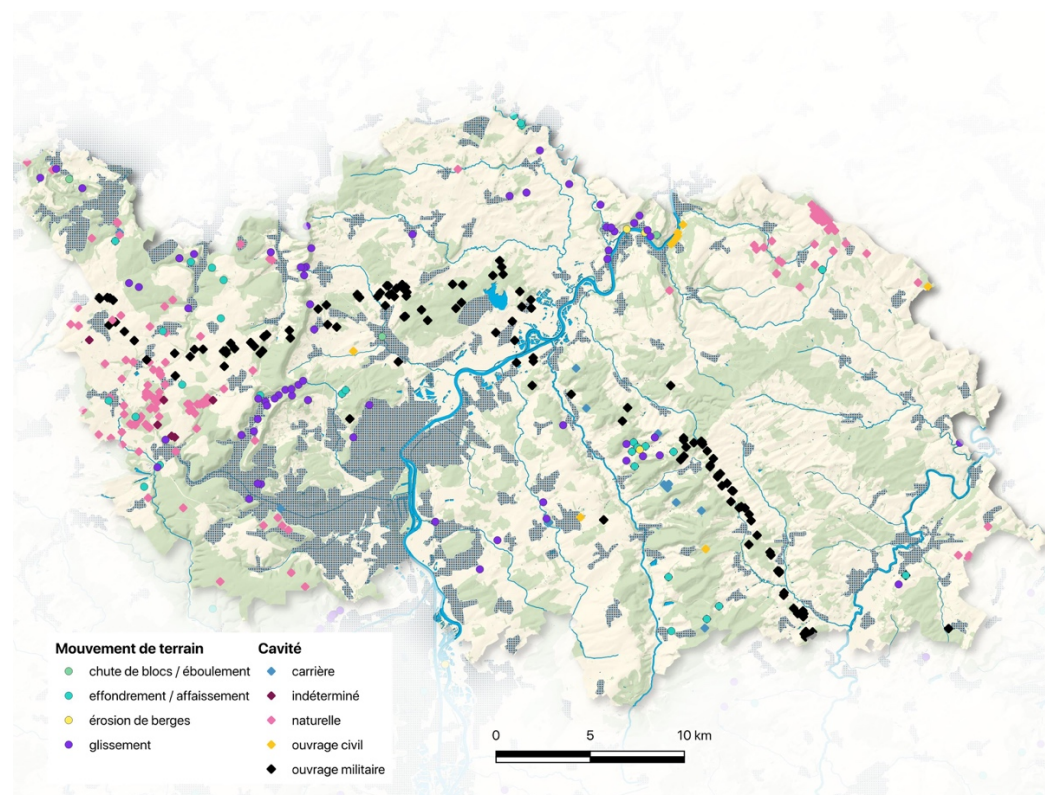 Mouvement de terrain
chute de blocs / éboulement
effondrement / affaissement
érosion de berges
glissement
Cavité
carrière
indéterminé
naturelle
ouvrage civil
ouvrage militaire
0 5 10 km